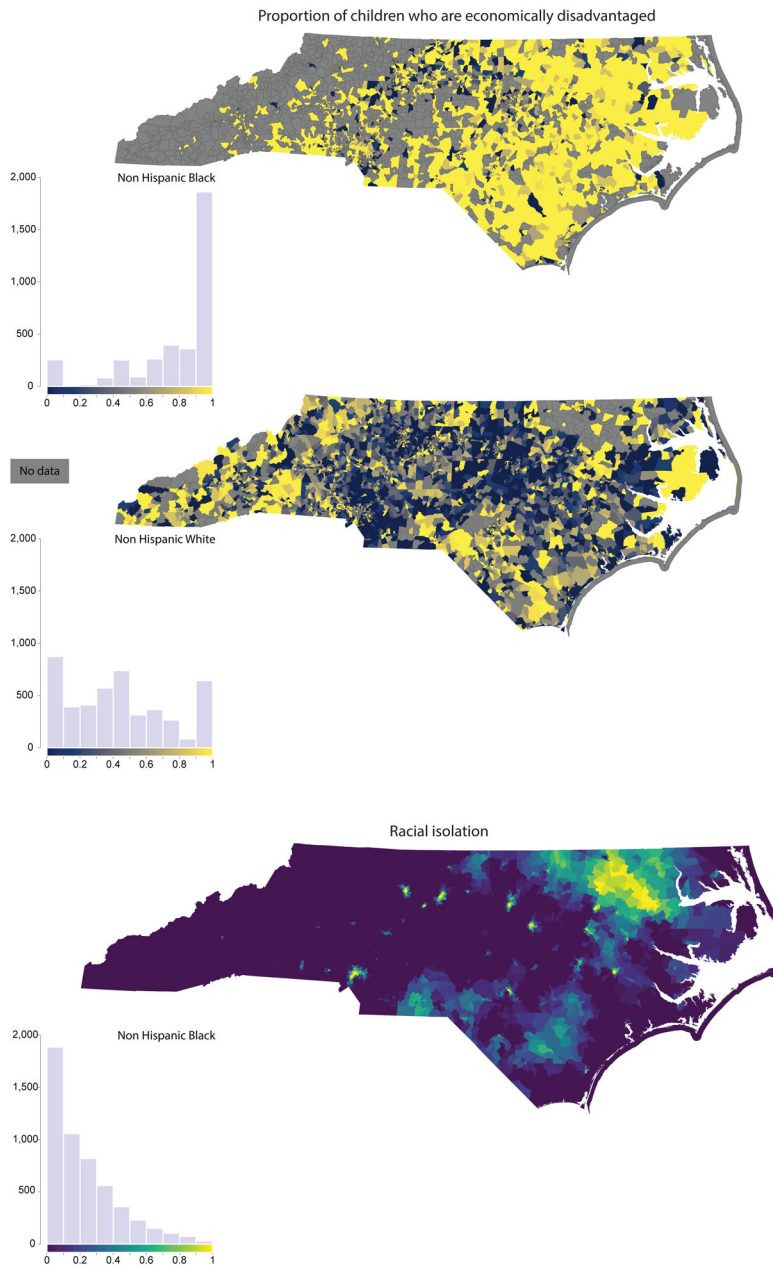 Proportion of children who are economically disadvantaged
Non Hispanic Black
2,000
1,500
1,000
500
0
0 0.2 0.4 0.6 0.8 1
No data
Non Hispanic White
2,000
1,500
1,000
500
0
0 0.2 0.4 0.6 0.8 1
Racial isolation
Non Hispanic Black
2,000
1,500
1,000
500
0
0 0.2 0.4 0.6 0.8 1